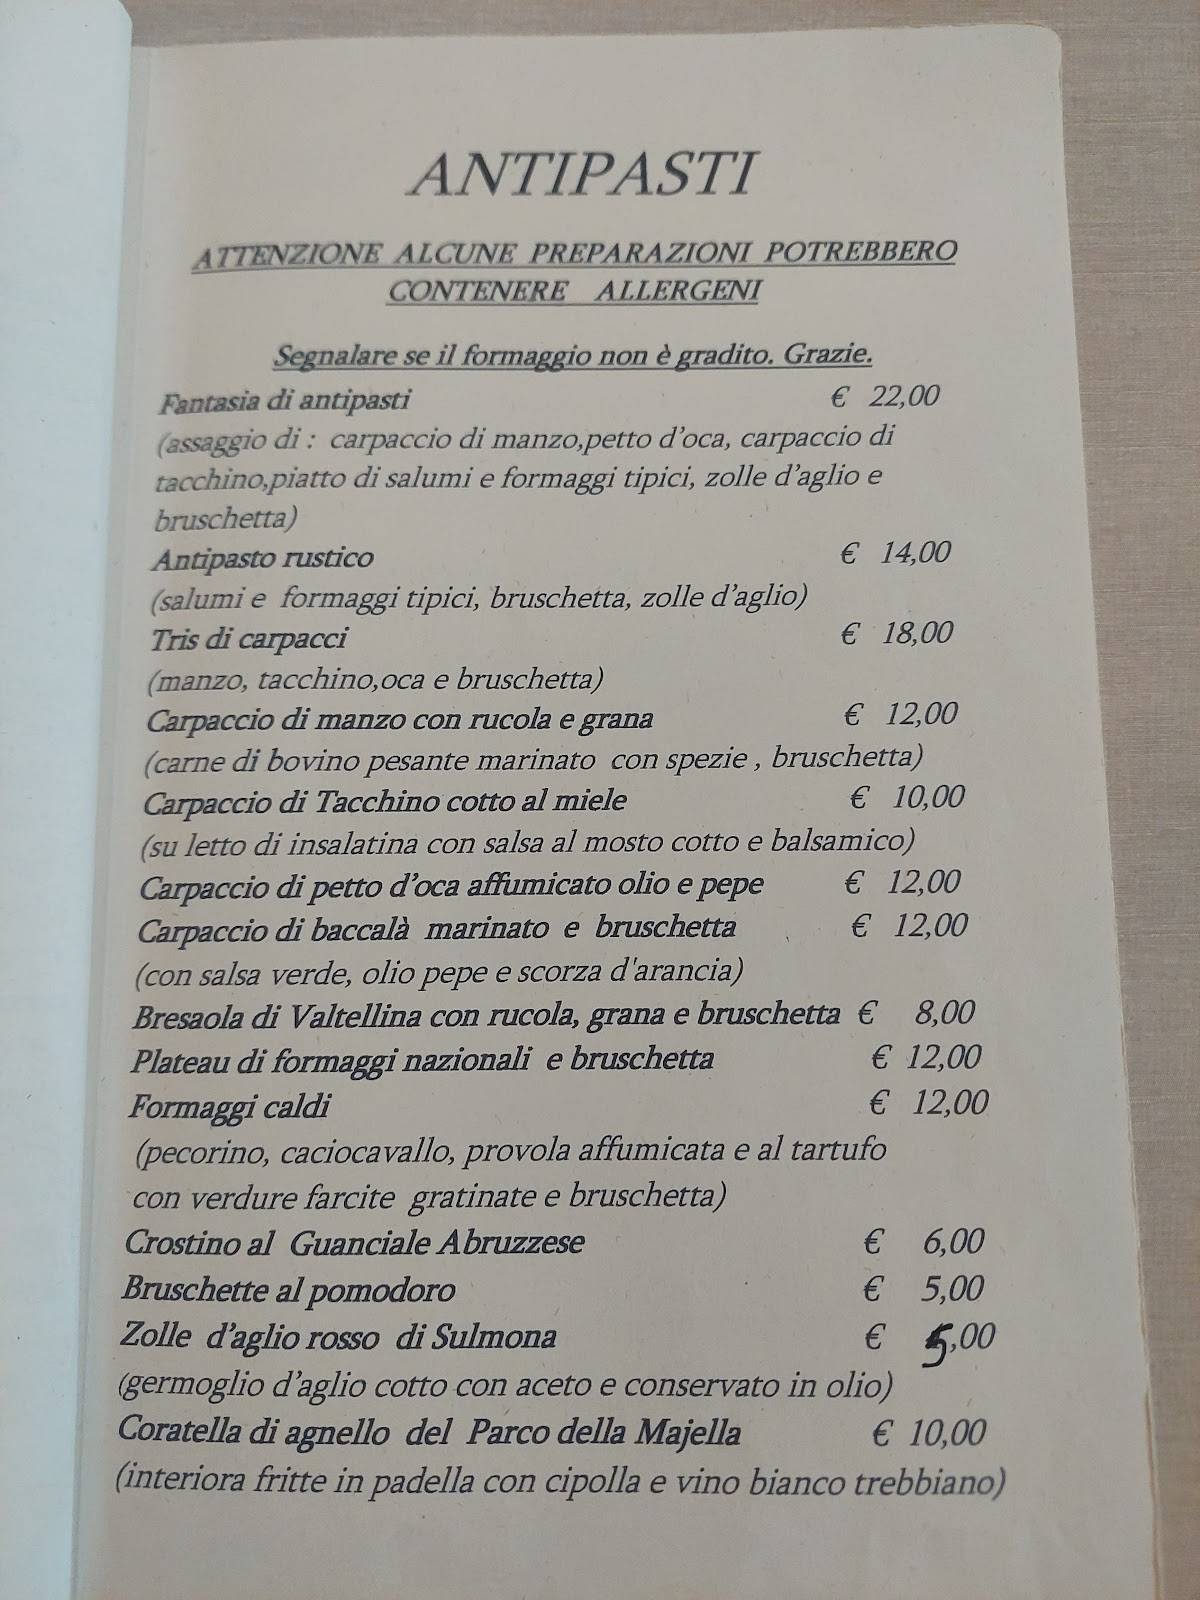 ANTIPASTI
ATTENZIONE ALCUNE PREPARAZIONI POTREBBERO
CONTENERE ALLERGENI
Segnalare se il formaggio non è gradito. Grazie.
Fantasia di antipasti € 22,00
(assaggio di : carpaccio di manzo,petto d'oca, carpaccio di
tacchino,piatto di salumi e formaggi tipici, zolle d'aglio e
bruschetta)
Antipasto rustico € 14,00
(salumi e formaggi tipici, bruschetta, zolle d'aglio)
Tris di carpacci € 18,00
(manzo, tacchino,oca e bruschetta)
Carpaccio di manzo con rucola e grana € 12,00
(carne di bovino pesante marinato con spezie , bruschetta)
Carpaccio di Tacchino cotto al miele € 10,00
(su letto di insalatina con salsa al mosto cotto e balsamico)
Carpaccio di petto d'oca affumicato olio e pepe € 12,00
Carpaccio di baccalà marinato e bruschetta € 12,00
(con salsa verde, olio pepe e scorza d'arancia)
Bresaola di Valtellina con rucola, grana e bruschetta € 8,00
Plateau di formaggi nazionali e bruschetta € 12,00
Formaggi caldi € 12,00
(pecorino, caciocavallo, provola affumicata e al tartufo
con verdure farcite gratinate e bruschetta)
Crostino al Guanciale Abruzzese € 6,00
Bruschette al pomodoro € 5,00
Zolle d'aglio rosso di Sulmona € 5,00
(germoglio d'aglio cotto con aceto e conservato in olio)
Coratella di agnello del Parco della Majella € 10,00
(interiora fritte in padella con cipolla e vino bianco trebbiano)